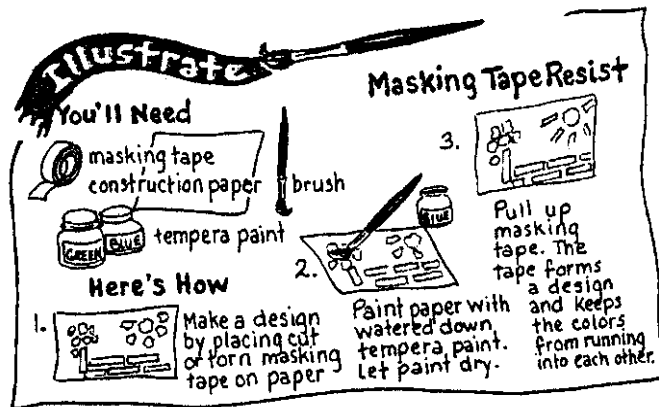 Illustrate
Masking Tape Resist
You'll Need
masking tape
construction paper
brush
GREEN
BLUE
tempera paint
Here's How
1.
Make a design
by placing cut
or torn masking
tape on paper
2.
BLUE
Paint paper with
watered down
tempera paint.
Let paint dry.
3.
Pull up
masking
tape. The
tape forms
a design
and keeps
the colors
from running
into each other.